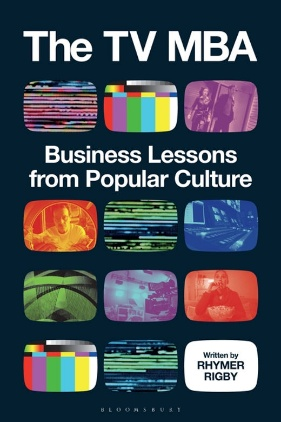 The TV MBA
Business Lessons
from Popular Culture
Written by
RHYMER
RIGBY
BLOOMSBURY